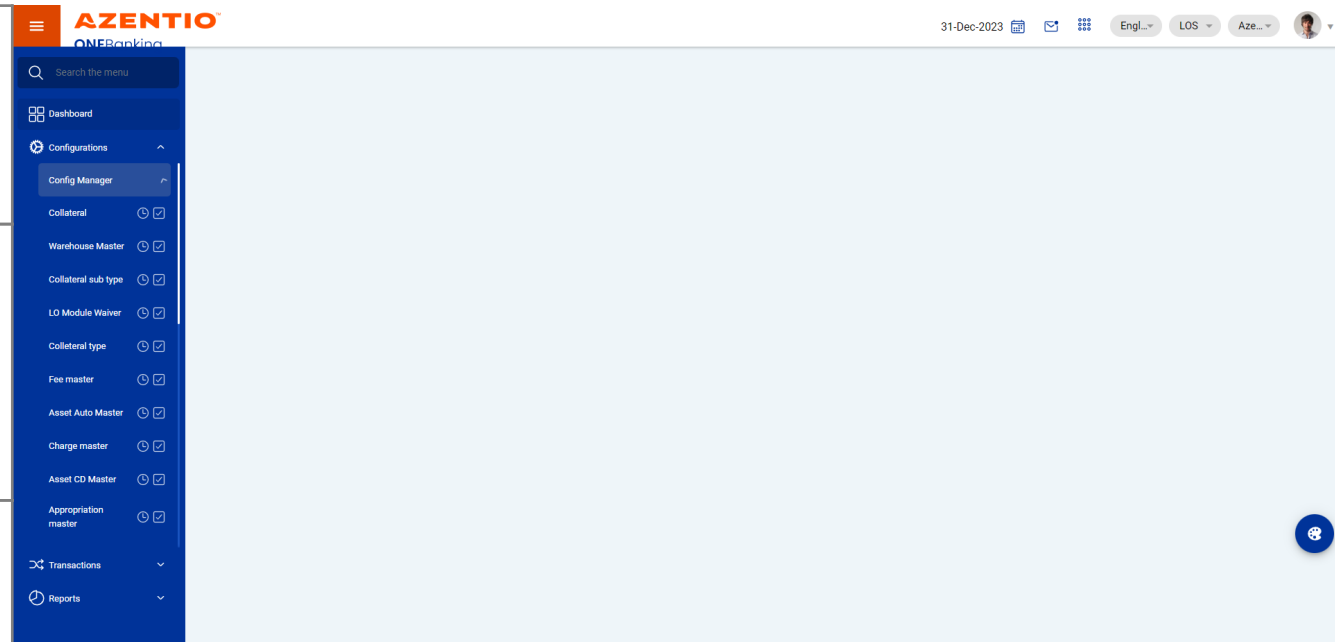 AZENTIO™
ONEBanking
31-Dec-2023
Engl...
LOS
Aze...
Search the menu
Dashboard
Configurations
Config Manager
Collateral
Warehouse Master
Collateral sub type
LO Module Waiver
Colleteral type
Fee master
Asset Auto Master
Charge master
Asset CD Master
Appropriation
master
Transactions
Reports